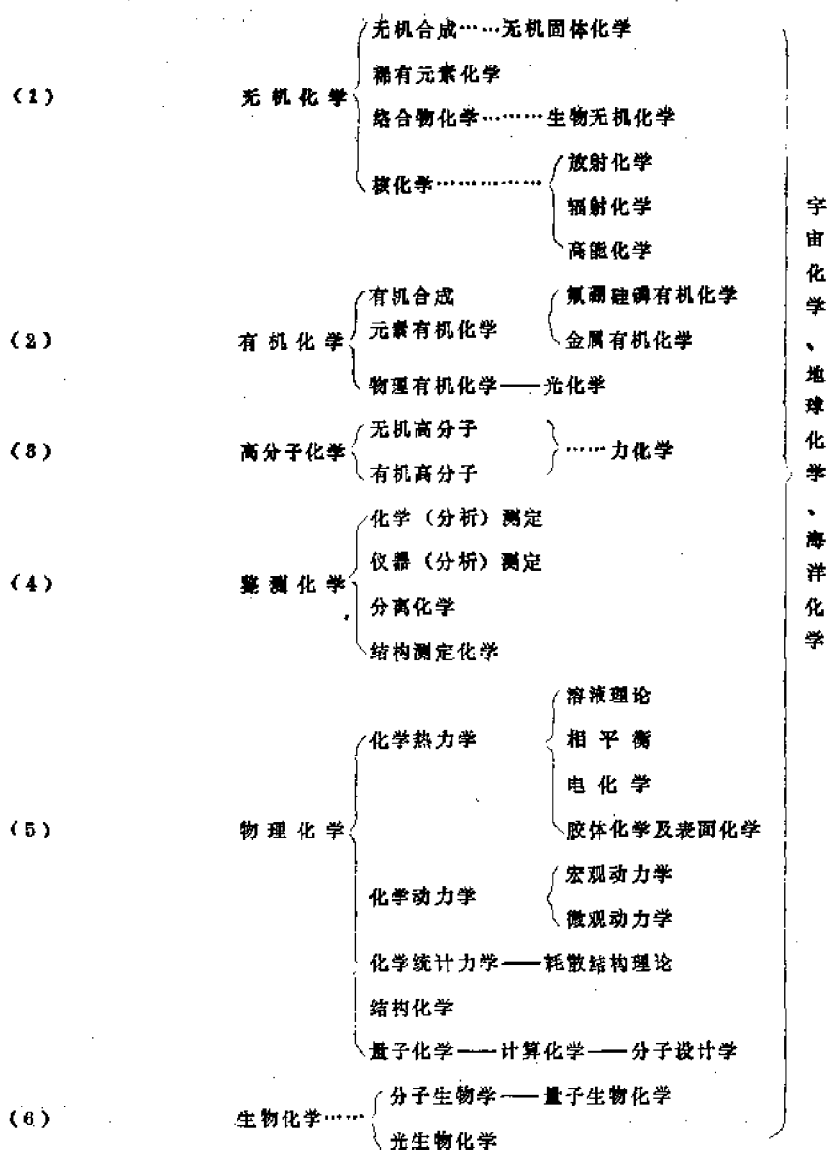 无机合成……无机固体化学
稀有元素化学
(1) 无机化学
络合物化学………生物无机化学
放射化学
核化学……………
辐射化学
高能化学
有机合成 氟硼硅磷有机化学
元素有机化学
(2) 有机化学
金属有机化学
物理有机化学——光化学
无机高分子
(3) 高分子化学 ……力化学
有机高分子
化学（分析）测定
仪器（分析）测定
(4) 鉴测化学
分离化学
结构测定化学
溶液理论
化学热力学 相平衡
电化学
(5) 物理化学 胶体化学及表面化学
宏观动力学
化学动力学
微观动力学
化学统计力学——耗散结构理论
结构化学
量子化学——计算化学——分子设计学
分子生物学——量子生物化学
(6) 生物化学……
光生物化学
宇宙化学、地球化学、海洋化学